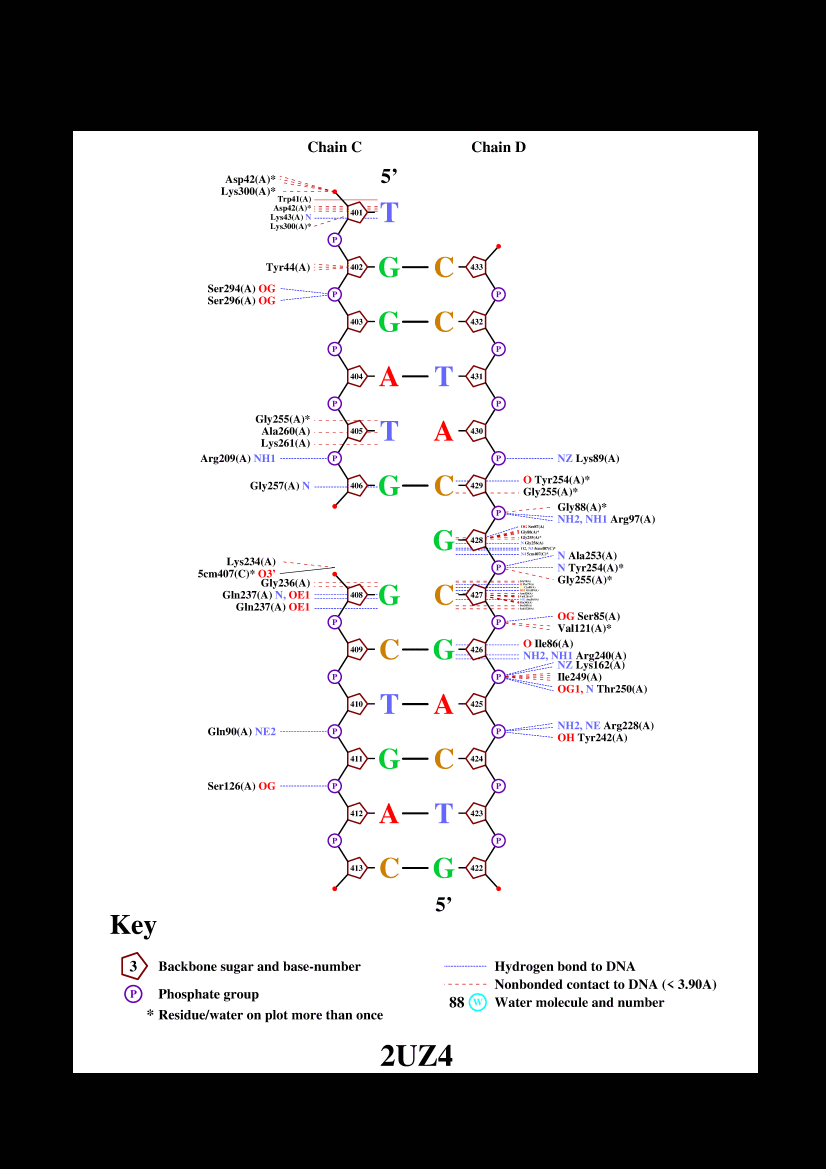 Chain C Chain D
5’
Asp42(A)*
Lys300(A)*
Trp41(A)
Asp42(A)*
Lys43(A) N
Lys300(A)*
401 T
P
Tyr44(A) 402 G C 433
Ser294(A) OG
Ser296(A) OG
P P
403 G C 432
P P
404 A T 431
P P
Gly255(A)*
Ala260(A)
Lys261(A)
405 T A 430
Arg209(A) NH1 P P NZ Lys89(A)
Gly257(A) N 406 G C 429
O Tyr254(A)*
Gly255(A)*
P
Gly88(A)*
NH2, NH1 Arg97(A)
G 428
P
N Ala253(A)
N Tyr254(A)*
Gly255(A)*
Lys234(A)
5cm407(C)* O3’
Gly236(A)
Gln237(A) N, OE1
Gln237(A) OE1
408 G C 427
P P
OG Ser85(A)
Val121(A)*
409 C G 426
O Ile86(A)
NH2, NH1 Arg240(A)
P P
NZ Lys162(A)
Ile249(A)
OG1, N Thr250(A)
410 T A 425
Gln90(A) NE2 P P
NH2, NE Arg228(A)
OH Tyr242(A)
411 G C 424
Ser126(A) OG P P
412 A T 423
P P
413 C G 422
5’
Key
3 Backbone sugar and base-number
P Phosphate group
* Residue/water on plot more than once
Hydrogen bond to DNA
Nonbonded contact to DNA (< 3.90A)
88 W Water molecule and number
2UZ4